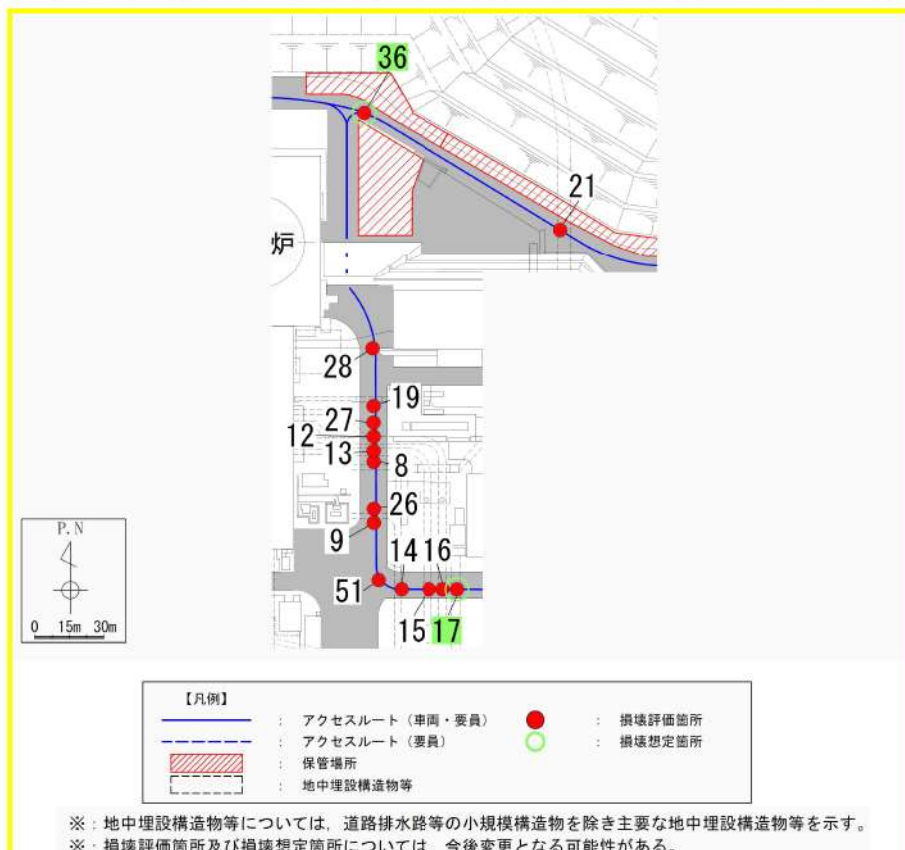 36
21
炉
28
19
27
12
13
8
26
9
14
16
51
15
17
P.N
0 15m 30m
【凡例】
: アクセスルート（車両・要員）
: 損壊評価箇所
: アクセスルート（要員）
: 損壊想定箇所
: 保管場所
: 地中埋設構造物等
※：地中埋設構造物等については，道路排水路等の小規模構造物を除き主要な地中埋設構造物等を示す。
※：損壊評価箇所及び損壊想定箇所については，今後変更となる可能性がある。